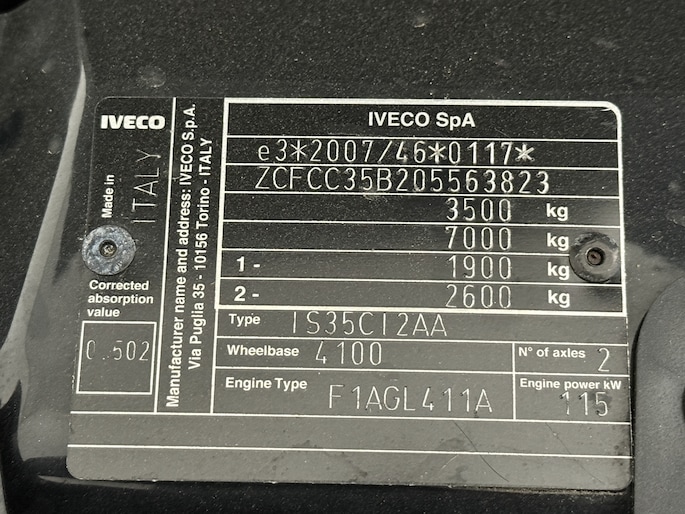 IVECO
Made in ITALY
Corrected
absorption
value
0.502
Manufacturer name and address: IVECO S.p.A.
Via Puglia 35 - 10156 Torino - ITALY
IVECO SpA
e3*2007/46*0117*
ZCFCC35B205563823
3500 kg
7000 kg
1 - 1900 kg
2 - 2600 kg
Type IS35CI2AA
Wheelbase 4100 N° of axles 2
Engine Type F1AGL411A Engine power kW 115